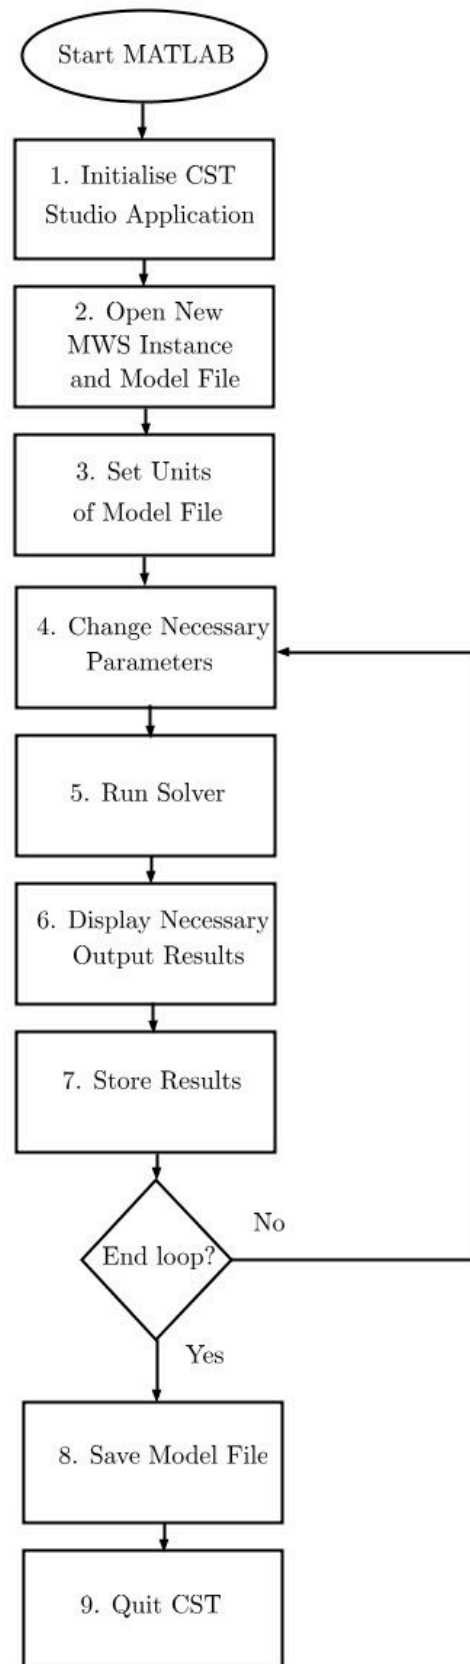 Start MATLAB
1. Initialise CST
Studio Application
2. Open New
MWS Instance
and Model File
3. Set Units
of Model File
4. Change Necessary
Parameters
5. Run Solver
6. Display Necessary
Output Results
7. Store Results
End loop?
No
Yes
8. Save Model File
9. Quit CST